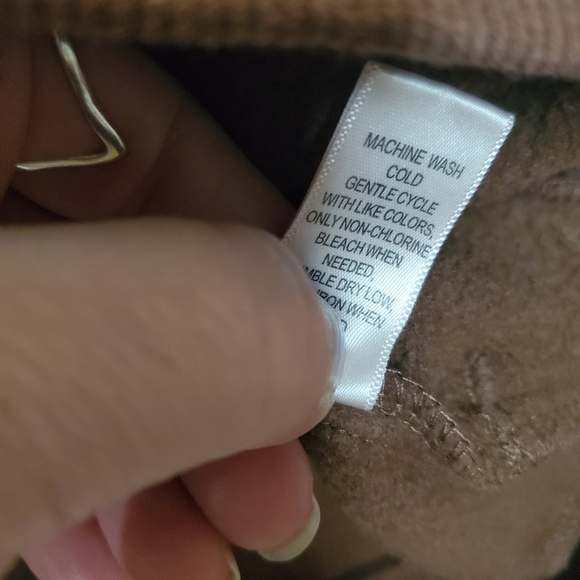 MACHINE WASH
COLD
GENTLE CYCLE
WITH LIKE COLORS,
ONLY NON-CHLORINE
BLEACH WHEN
NEEDED,
DRY LOW,
WHEN